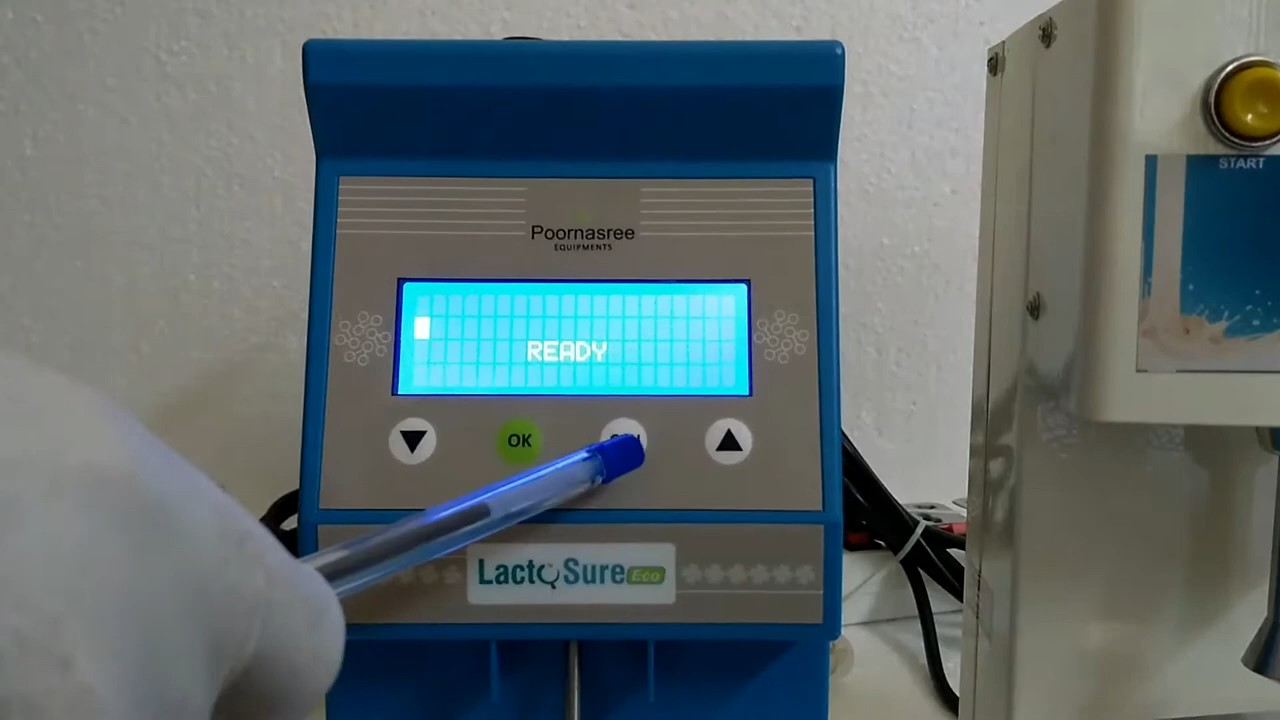 START
Poornasree
EQUIPMENTS
READY
OK
LactoSure Eco